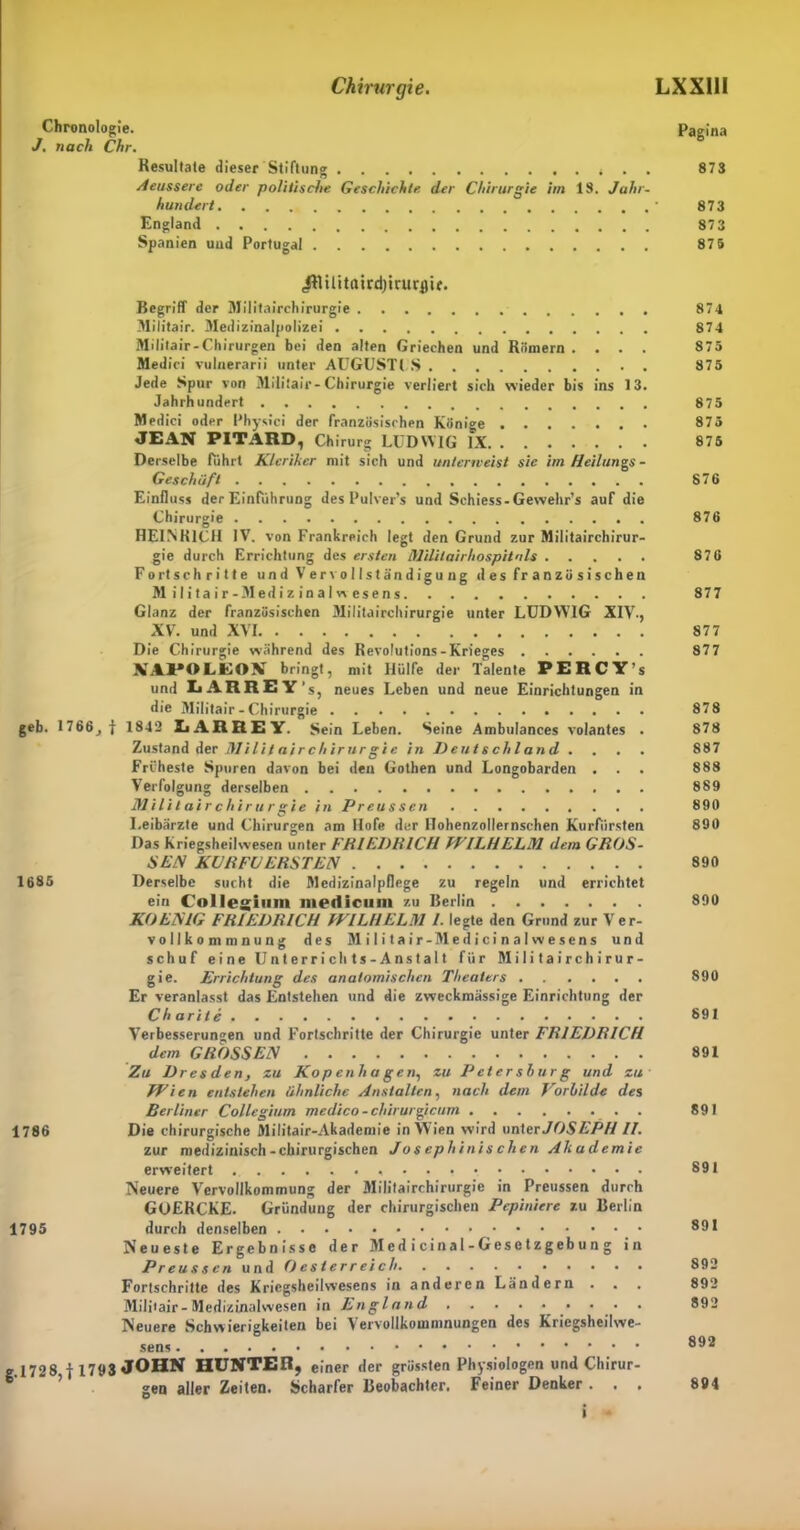 Chirurgie. LXXIII
Chronologie. Pagina
J. nach Chr.
Resultate dieser Stiftung . . . . . . . . . . . . . . . 873
Aeussere oder politische Geschichte der Chirurgie im 18. Jahr-
hundert. . . . . . . . . . . . . . . . . . . . 873
England . . . . . . . . . . . . . . . . . . . . 873
Spanien und Portugal . . . . . . . . . . . . . . . . 875
Militairchirurgie.
Begriff der Militairchirurgie . . . . . . . . . . . . . . 874
Militair. Medizinalpolizei . . . . . . . . . . . . . . . 874
Militair-Chirurgen bei den alten Griechen und Römern . . . . 875
Medici vulnerarii unter AUGUSTUS . . . . . . . . . . 875
Jede Spur von Militair-Chirurgie verliert sich wieder bis ins 13.
Jahrhundert . . . . . . . . . . . . . . . . . . 875
Medici oder Physici der französischen Könige . . . . . . . 875
JEAN PITARD, Chirurg LUDWIG IX. . . . . . . . 875
Derselbe führt Kleriker mit sich und unterweist sie im Heilungs-
Geschäft . . . . . . . . . . . . . . . . . . . 876
Einfluss der Einführung des Pulver's und Schiess-Gewehr's auf die
Chirurgie . . . . . . . . . . . . . . . . . . . 876
HEINRICH IV. von Frankreich legt den Grund zur Militairchirur-
gie durch Errichtung des ersten Militairhospitals . . . . . 876
Fortschritte und Vervollständigung des französischen
Militair-Medizinalwesens. . . . . . . . . . . . 877
Glanz der französischen Militairchirurgie unter LUDWIG XIV.,
XV. und XVI. . . . . . . . . . . . . . . . . . 877
Die Chirurgie während des Revolutions-Krieges . . . . . . 877
NAPOLEON bringt, mit Hülfe der Talente PERCY's
und LARREY's, neues Leben und neue Einrichtungen in
die Militair-Chirurgie . . . . . . . . . . . . . . . 878
geb. 1766, † 1842 LARREY. Sein Leben. Seine Ambulances volantes . 878
Zustand der Militairchirurgie in Deutschland . . . . 887
Früheste Spuren davon bei den Gothen und Longobarden . . . 888
Verfolgung derselben . . . . . . . . . . . . . . . 889
Militairchirurgie in Preussen . . . . . . . . . 890
Leibärzte und Chirurgen am Hofe der Hohenzollernschen Kurfürsten 890
Das Kriegsheilwesen unter FRIEDRICH WILHELM dem GROS-
SEN KURFUERSTEN . . . . . . . . . . . . . 890
1685 Derselbe sucht die Medizinalpflege zu regeln und errichtet
ein Collegium medicum zu Berlin . . . . . . . 890
KOENIG FRIEDRICH WILHELM I. legte den Grund zur Ver-
vollkommnung des Militair-Medicinalwesens und
schuf eine Unterrichts-Anstalt für Militairchirur-
gie. Errichtung des anatomischen Theaters . . . . . . 890
Er veranlasst das Entstehen und die zweckmässige Einrichtung der
Charité . . . . . . . . . . . . . . . . . . . 891
Verbesserungen und Fortschritte der Chirurgie unter FRIEDRICH
dem GROSSEN . . . . . . . . . . . . . . . 891
Zu Dresden, zu Kopenhagen, zu Petersburg und zu
Wien entstehen ähnliche Anstalten, nach dem Vorbilde des
Berliner Collegium medico-chirurgicum . . . . . . . . 891
1786 Die chirurgische Militair-Akademie in Wien wird unter JOSEPH II.
zur medizinisch-chirurgischen Josephinischen Akademie
erweitert . . . . . . . . . . . . . . . . . . . 891
Neuere Vervollkommung der Militairchirurgie in Preussen durch
GOERCKE. Gründung der chirurgischen Pepiniere zu Berlin
1795 durch denselben . . . . . . . . . . . . . . . . . 891
Neueste Ergebnisse der Medicinal-Gesetzgebung in
Preussen und Oesterreich. . . . . . . . . . . . 892
Fortschritte des Kriegsheilwesens in anderen Ländern . . . 892
Militair-Medizinalwesen in England . . . . . . . . . 892
Neuere Schwierigkeiten bei Vervollkommnungen des Kriegsheilwe-
sens . . . . . . . . . . . . . . . . . . . . . 892
g. 1728, † 1793 JOHN HUNTER, einer der grössten Physiologen und Chirur-
gen aller Zeiten. Scharfer Beobachter. Feiner Denker . . . 894
i